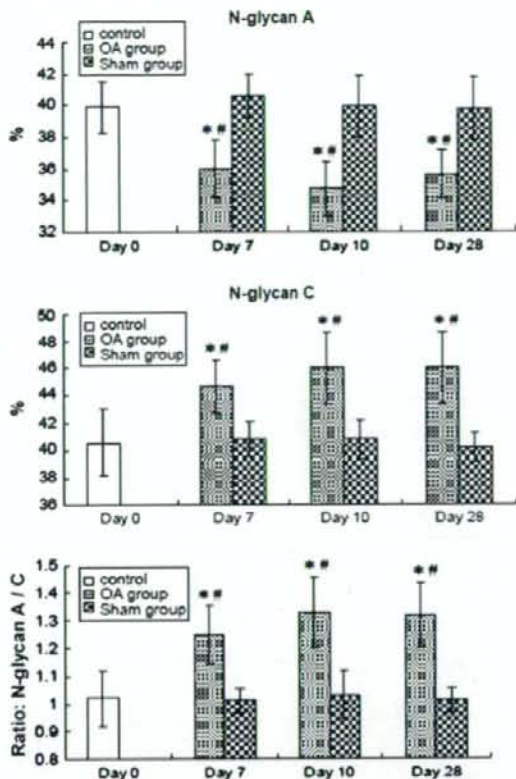 N-glycan A
control
OA group
Sham group
44
42
40
38
36
34
32
%
*# *# *#
Day 0 Day 7 Day 10 Day 28
N-glycan C
control
OA group
Sham group
50
48
46
44
42
40
38
36
%
*# *# *#
Day 0 Day 7 Day 10 Day 28
control
OA group
Sham group
1.5
1.4
1.3
1.2
1.1
1
0.9
0.8
Ratio: N-glycan A / C
*# *# *#
Day 0 Day 7 Day 10 Day 28